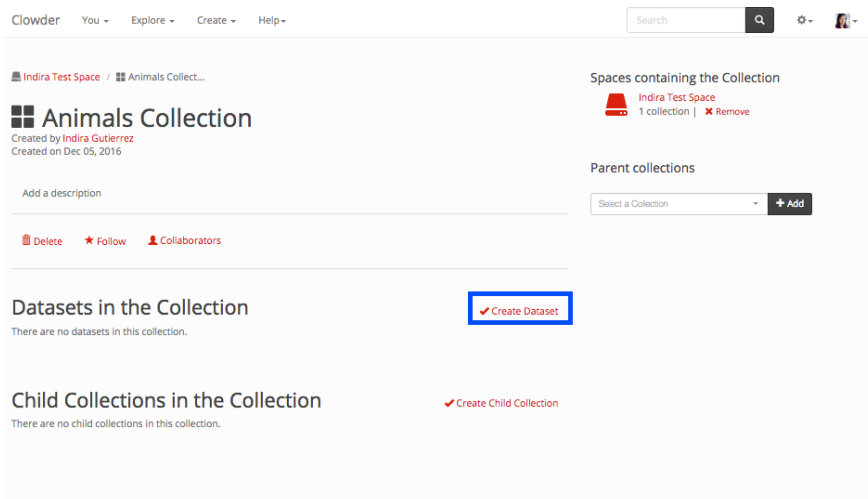 Clowder You Explore Create Help Search
Indira Test Space / Animals Collect...
Animals Collection
Created by Indira Gutierrez
Created on Dec 05, 2016
Add a description
Delete Follow Collaborators
Datasets in the Collection
Create Dataset
There are no datasets in this collection.
Child Collections in the Collection
Create Child Collection
There are no child collections in this collection.
Spaces containing the Collection
Indira Test Space
1 collection | Remove
Parent collections
Select a Colection
Add